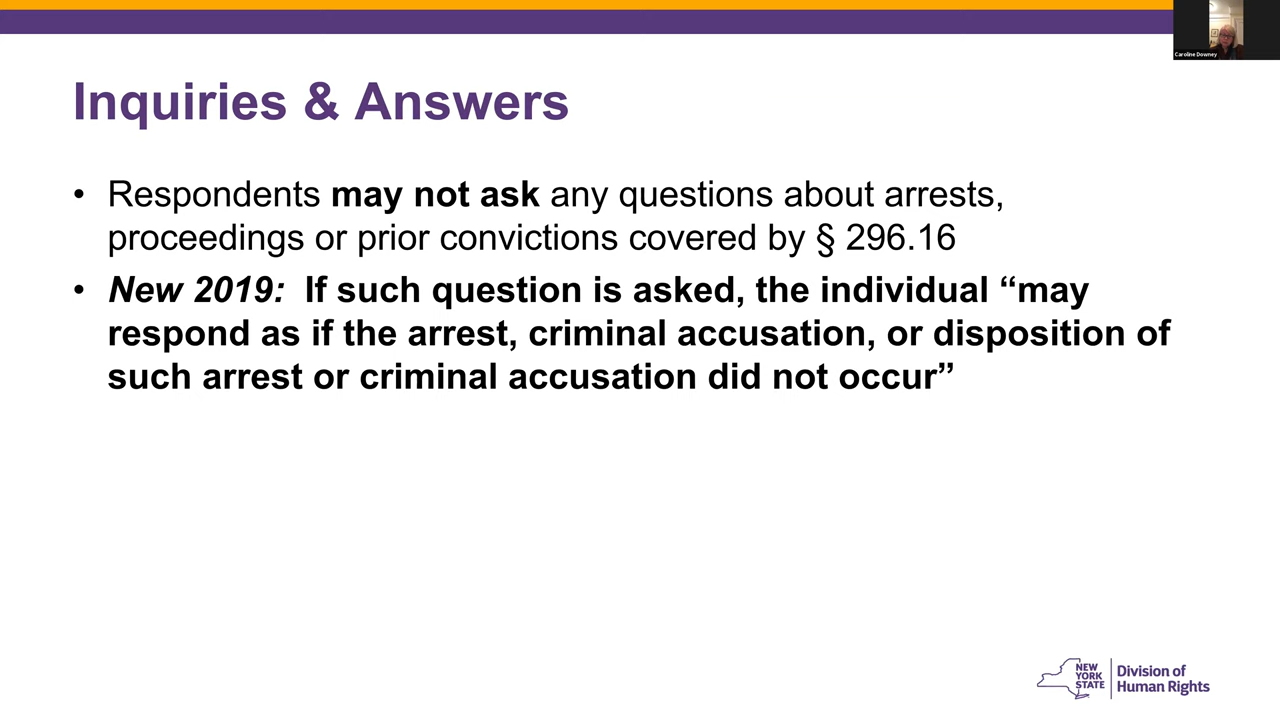 Caroline Downey
Inquiries & Answers
• Respondents may not ask any questions about arrests,
proceedings or prior convictions covered by § 296.16
• New 2019: If such question is asked, the individual “may
respond as if the arrest, criminal accusation, or disposition of
such arrest or criminal accusation did not occur”
NEW
YORK
STATE
Division of
Human Rights